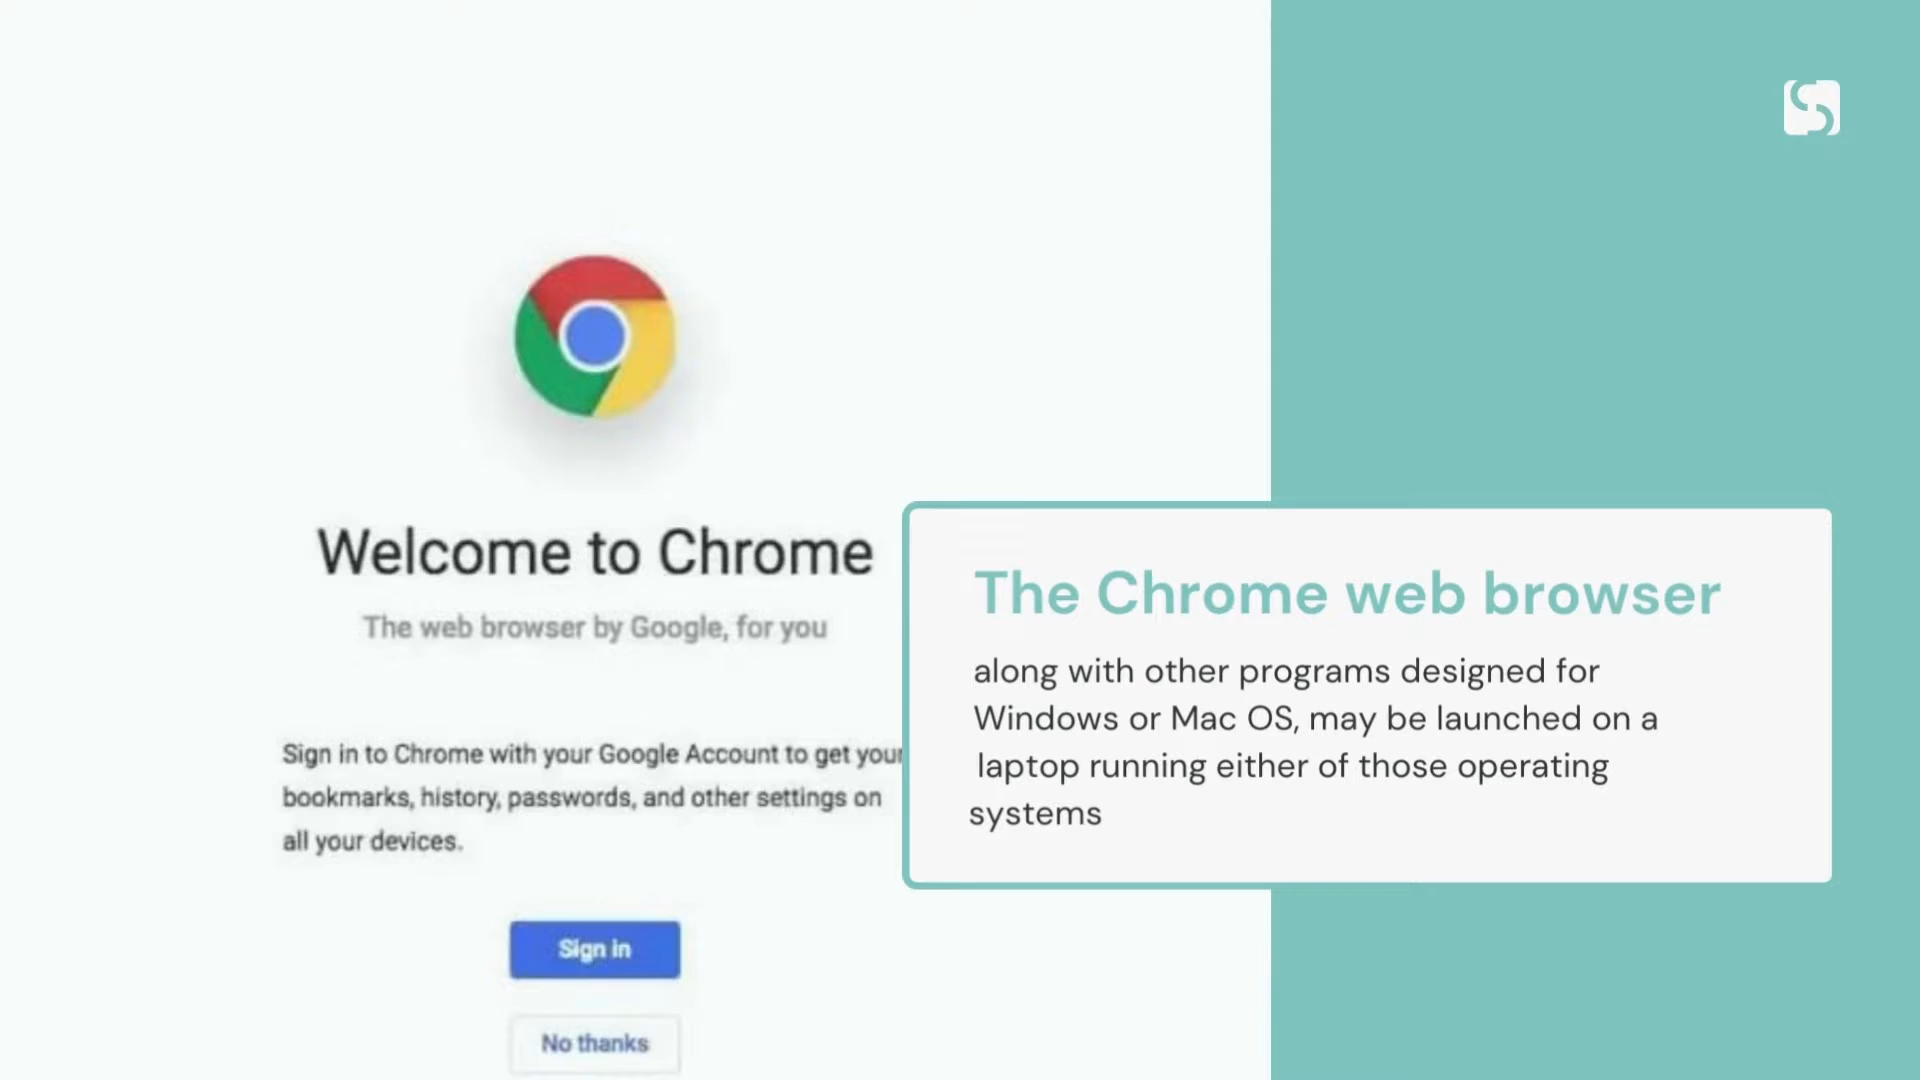 Welcome to Chrome
The web browser by Google, for you
Sign in to Chrome with your Google Account to get your
bookmarks, history, passwords, and other settings on
all your devices.
Sign in
No thanks
The Chrome web browser
along with other programs designed for
Windows or Mac OS, may be launched on a
laptop running either of those operating
systems